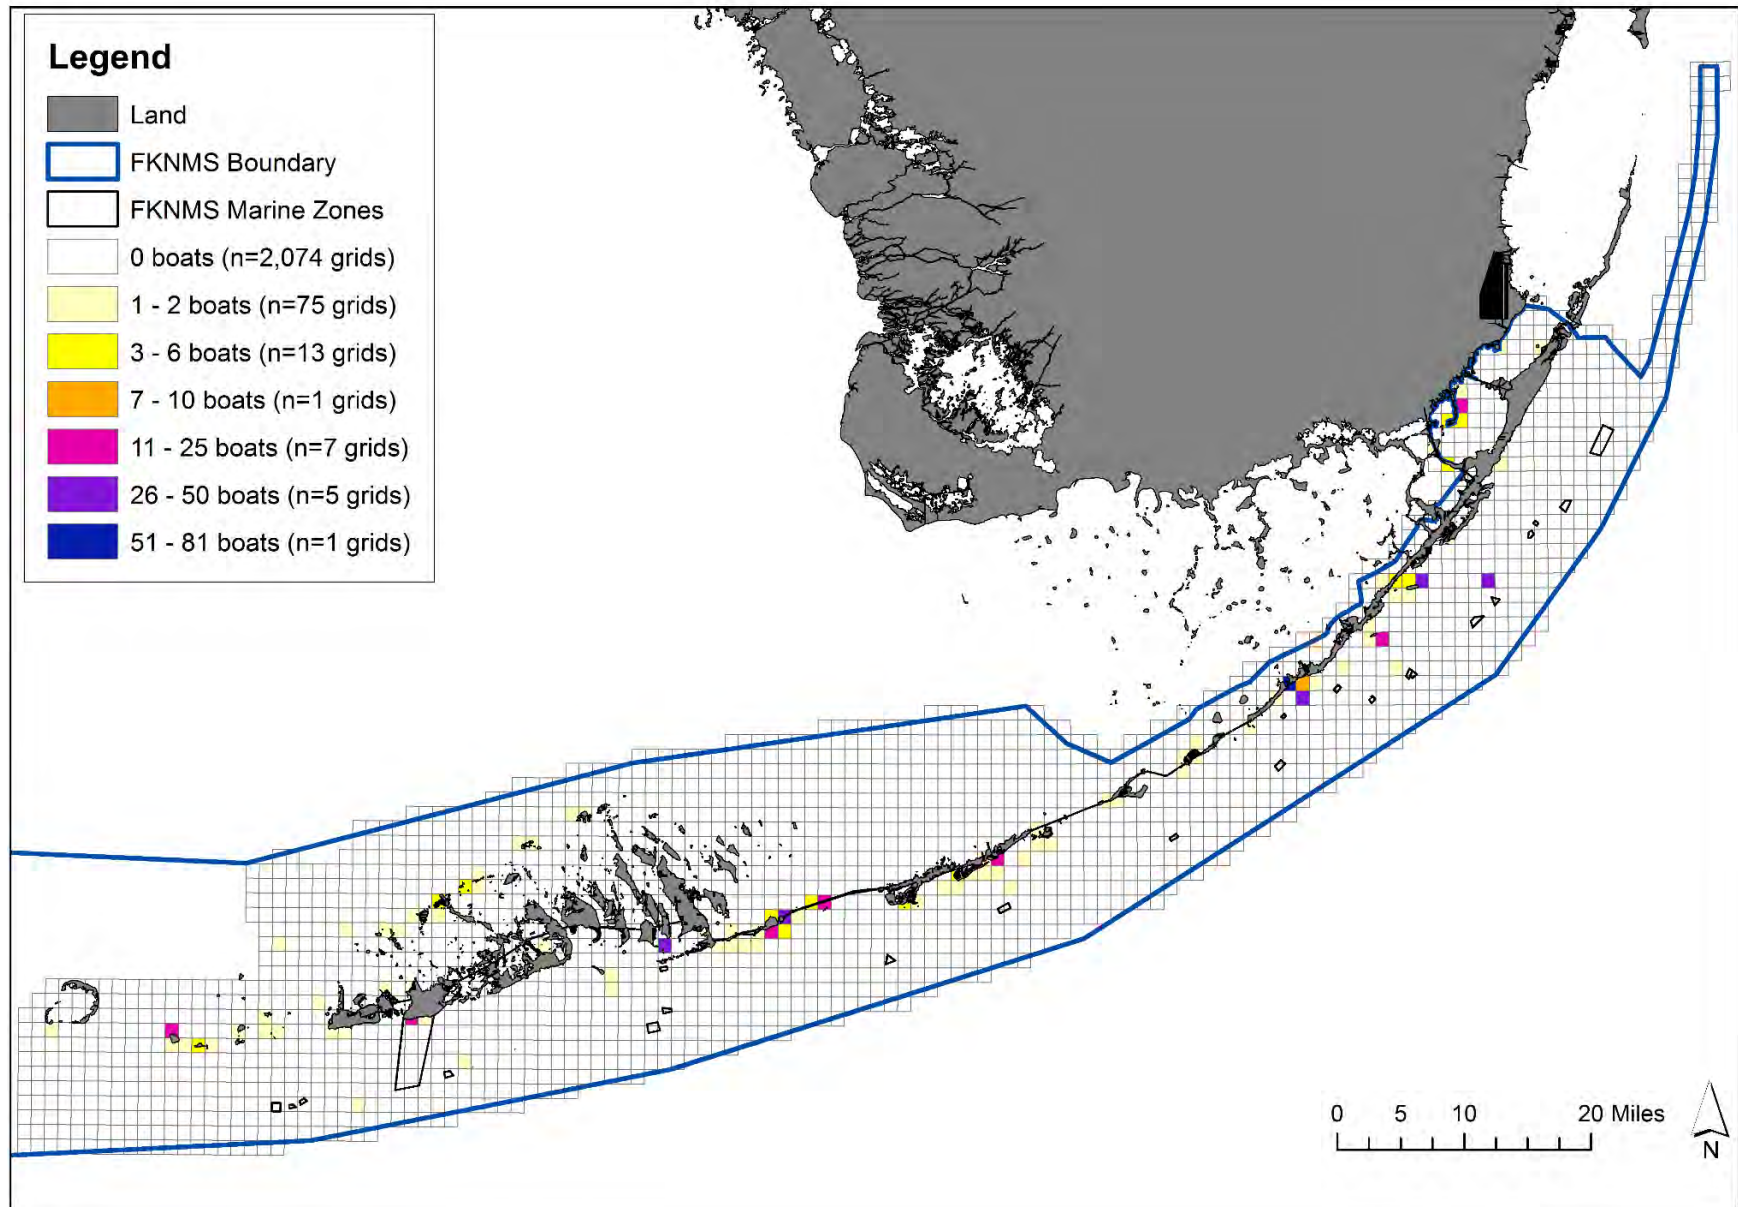 Legend
Land
FKNMS Boundary
FKNMS Marine Zones
0 boats (n=2,074 grids)
1 - 2 boats (n=75 grids)
3 - 6 boats (n=13 grids)
7 - 10 boats (n=1 grids)
11 - 25 boats (n=7 grids)
26 - 50 boats (n=5 grids)
51 - 81 boats (n=1 grids)
0 5 10 20 Miles
N